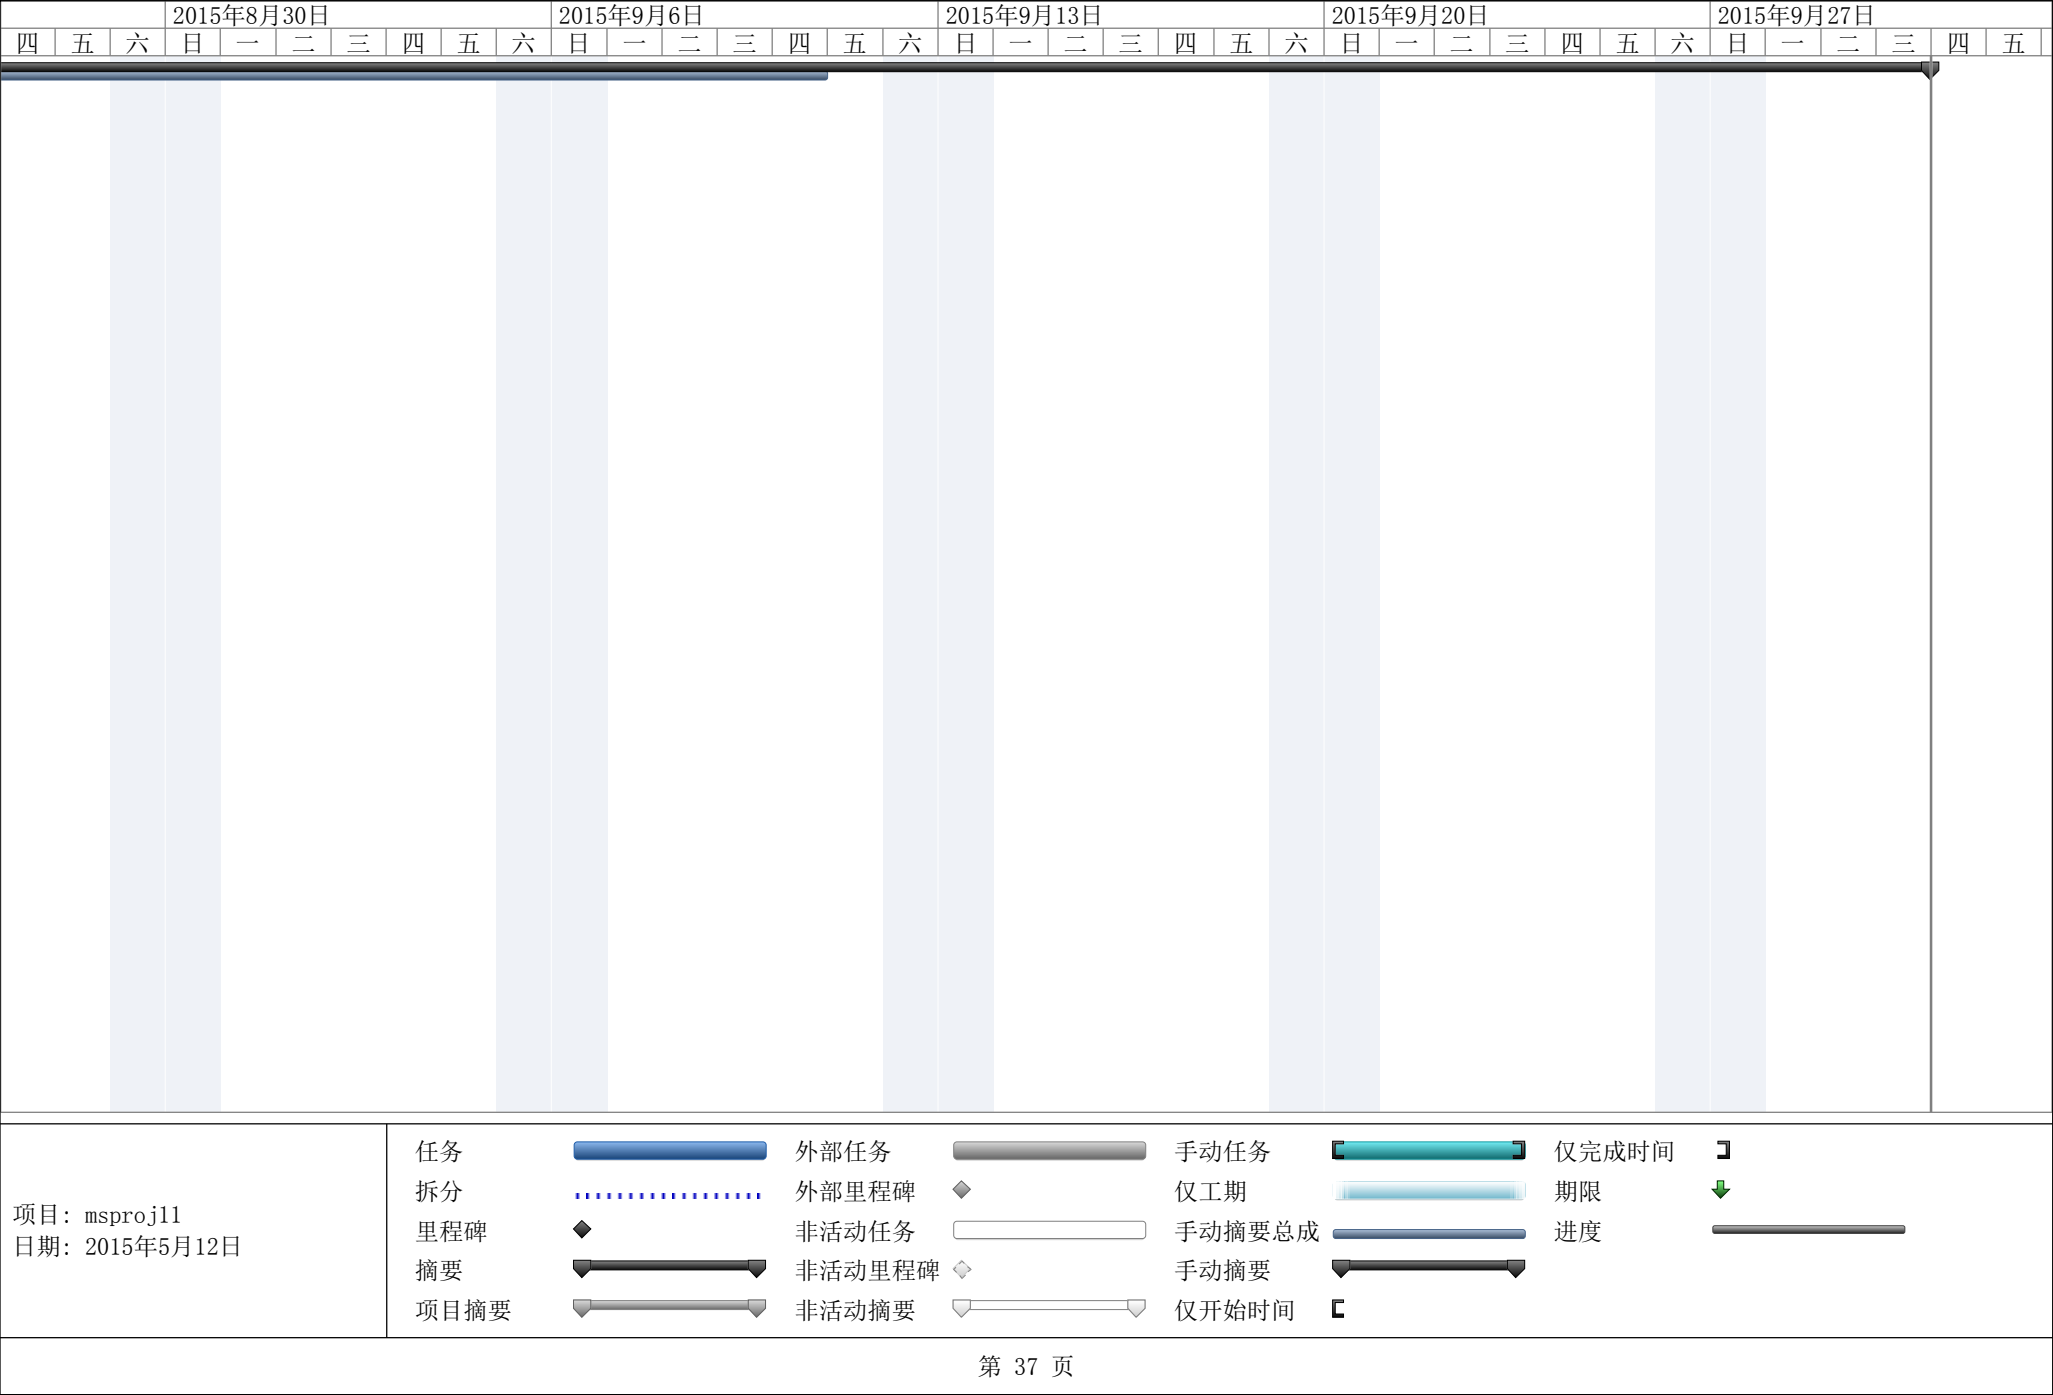 2015年8月30日 2015年9月6日 2015年9月13日 2015年9月20日 2015年9月27日
四 五 六 日 一 二 三 四 五 六 日 一 二 三 四 五 六 日 一 二 三 四 五 六 日 一 二 三 四 五 六 日 一 二 三 四 五
任务 外部任务 手动任务 仅完成时间
拆分 外部里程碑 仅工期 期限
里程碑 非活动任务 手动摘要总成 进度
摘要 非活动里程碑 手动摘要
项目摘要 非活动摘要 仅开始时间
项目: msproj11
日期: 2015年5月12日
第 37 页